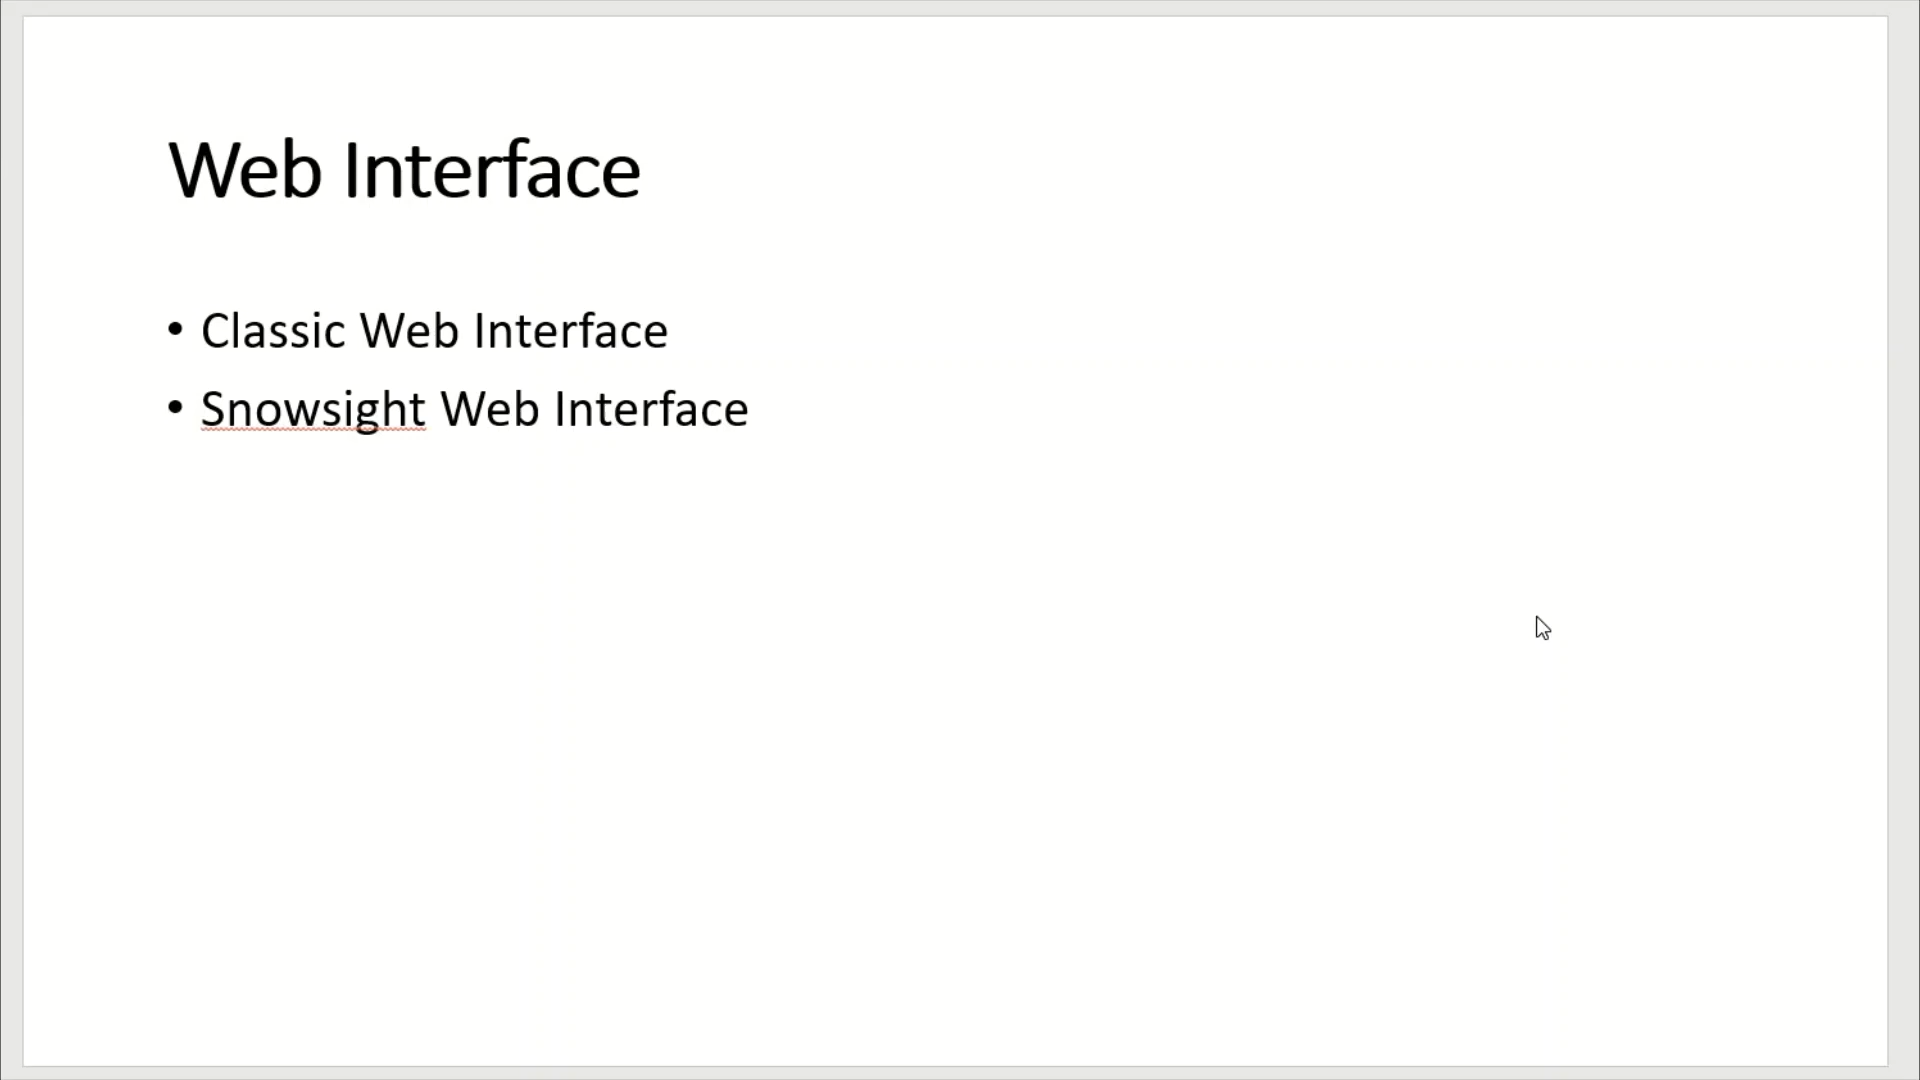 Web Interface
• Classic Web Interface
• Snowsight Web Interface